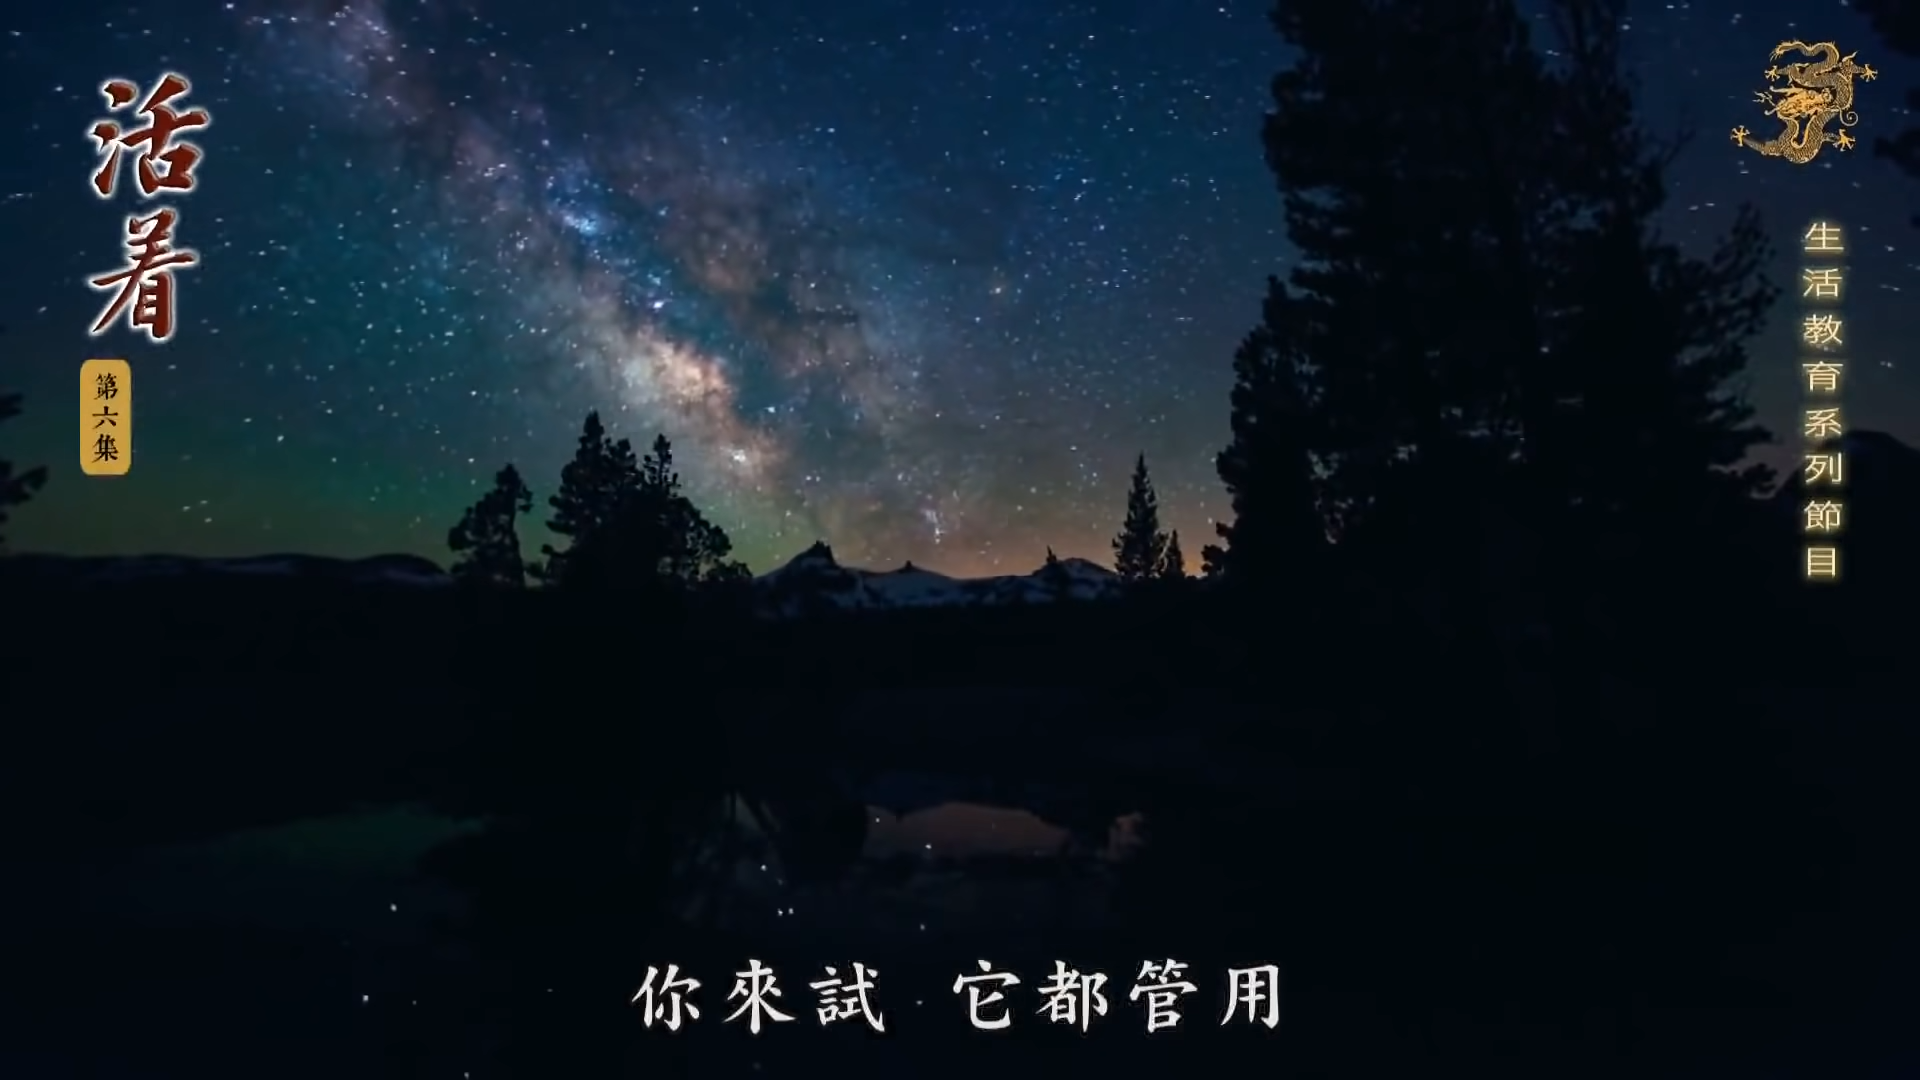 活着
第六集
生活教育系列節目
你來試 它都管用